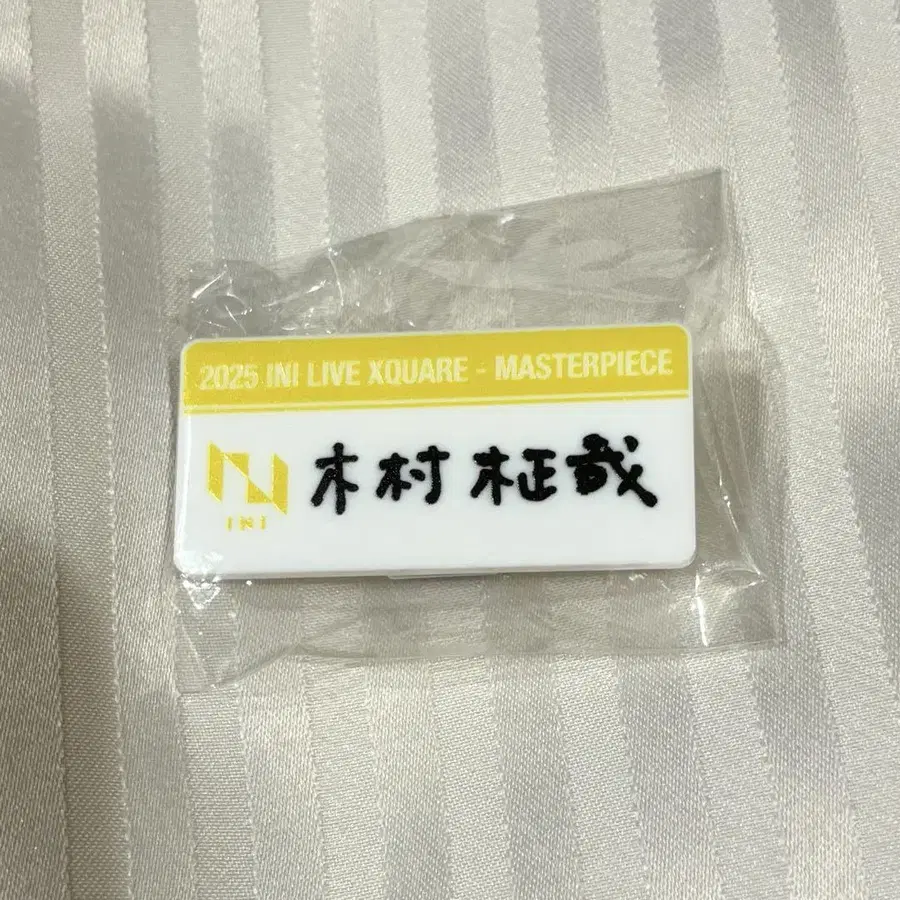 2025 INI LIVE XQUARE - MASTERPIECE
木村 柾哉
INI